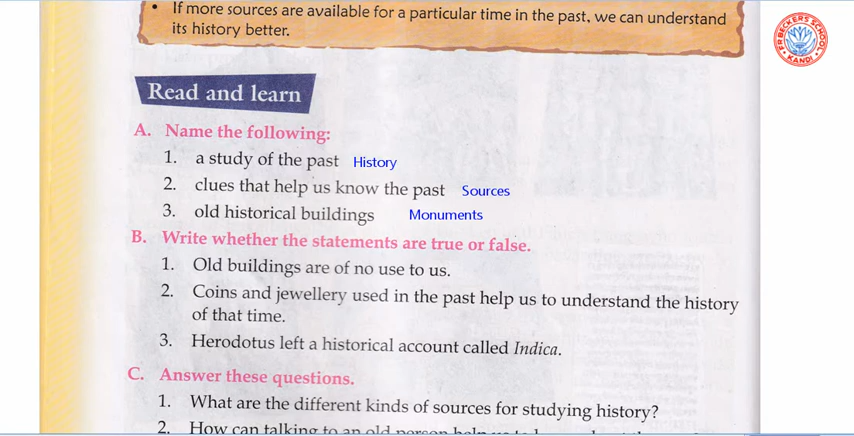 • If more sources are available for a particular time in the past, we can understand
its history better.
FR BECKERS SCHOOL
KANDI
Read and learn
A. Name the following:
1. a study of the past History
2. clues that help us know the past Sources
3. old historical buildings Monuments
B. Write whether the statements are true or false.
1. Old buildings are of no use to us.
2. Coins and jewellery used in the past help us to understand the history
of that time.
3. Herodotus left a historical account called Indica.
C. Answer these questions.
1. What are the different kinds of sources for studying history?
2. How can talking to an old person help us to